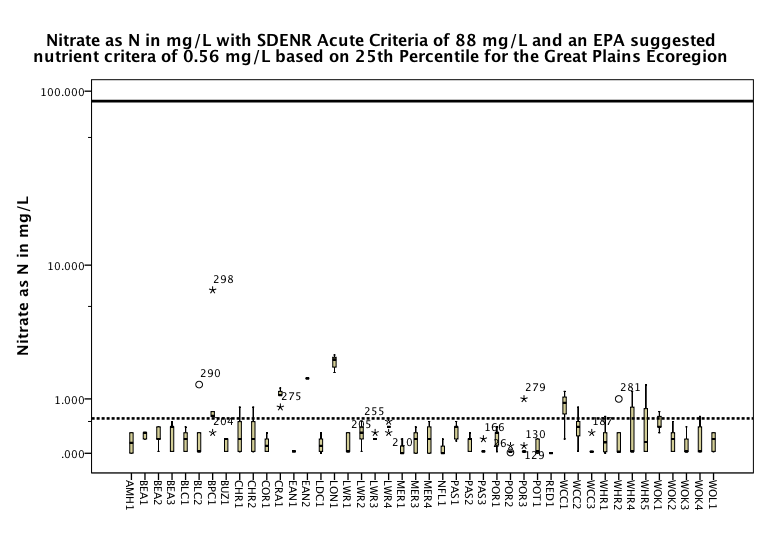 Nitrate as N in mg/L with SDENR Acute Criteria of 88 mg/L and an EPA suggested
nutrient critera of 0.56 mg/L based on 25th Percentile for the Great Plains Ecoregion
Nitrate as N in mg/L
100.000
10.000
1.000
.000
298
290
204
275
215
255
210
166
26
279
130
129
187
281
AMH1
BEA1
BEA2
BEA3
BLC1
BLC2
BPC1
BUZ1
CHR1
CHR2
COR1
CRA1
EAN1
EAN2
LDC1
LON1
LWR1
LWR2
LWR3
LWR4
MER1
MER3
MER4
NFL1
PAS1
PAS2
PAS3
POR1
POR2
POR3
POT1
RED1
WCC1
WCC2
WCC3
WHR1
WHR2
WHR4
WHR5
WOK1
WOK2
WOK3
WOK4
WOL1